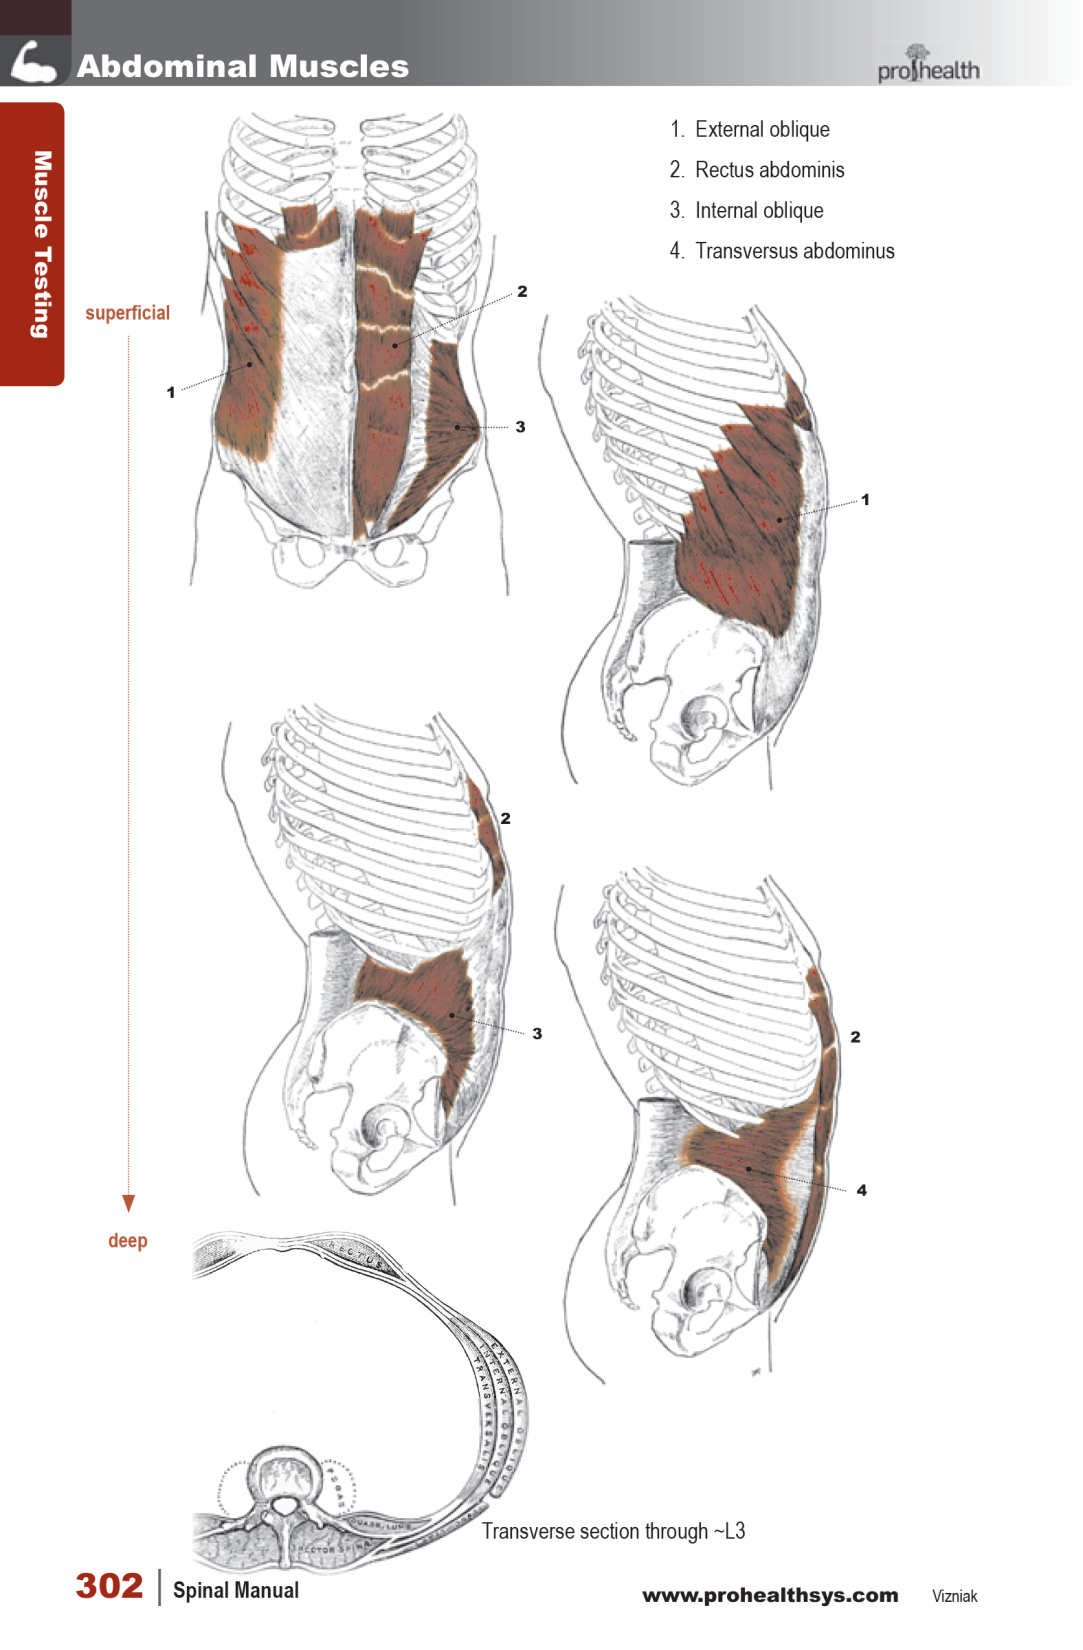 Abdominal Muscles
prohealth
Muscle Testing
1. External oblique
2. Rectus abdominis
3. Internal oblique
4. Transversus abdominus
superficial
2
1
3
1
2
3
2
4
deep
RECTUS
EXTERNAL OBLIQUE
INTERNAL OBLIQUE
TRANSVERSALIS
PSOAS
QUADR. LUMB.
ERECTOR SPINAE
Transverse section through ~L3
302
Spinal Manual
www.prohealthsys.com
Vizniak